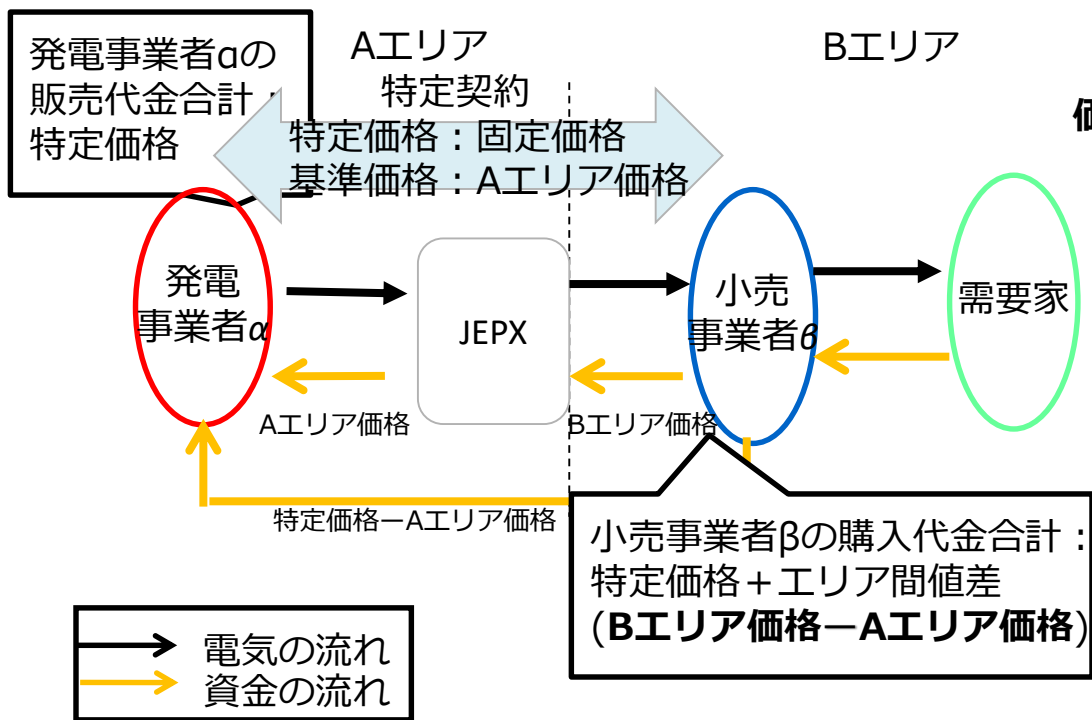 発電事業者αの
販売代金合計：
特定価格
Aエリア
Bエリア
特定契約
特定価格：固定価格
基準価格：Aエリア価格
価
発電
事業者α
JEPX
小売
事業者β
需要家
Aエリア価格
Bエリア価格
特定価格ーAエリア価格
小売事業者βの購入代金合計：
特定価格＋エリア間値差
(Bエリア価格ーAエリア価格)
電気の流れ
資金の流れ